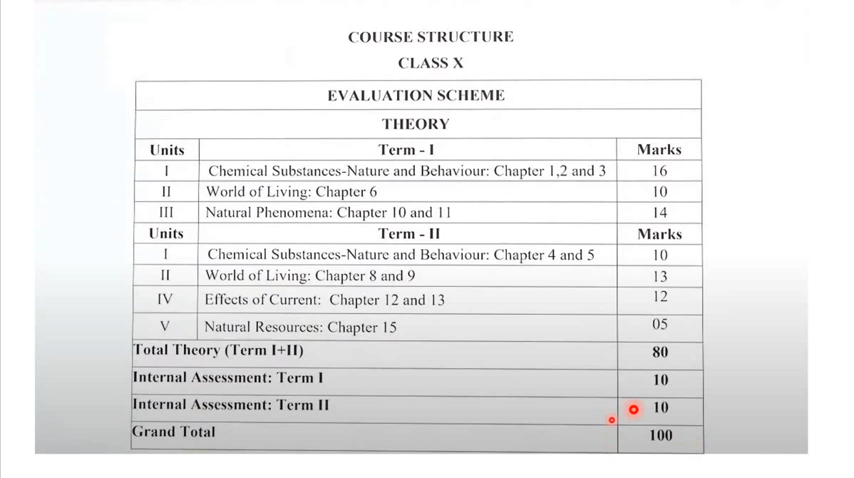 COURSE STRUCTURE
CLASS X
EVALUATION SCHEME
THEORY
Units Term - I Marks
I Chemical Substances-Nature and Behaviour: Chapter 1,2 and 3 16
II World of Living: Chapter 6 10
III Natural Phenomena: Chapter 10 and 11 14
Units Term - II Marks
I Chemical Substances-Nature and Behaviour: Chapter 4 and 5 10
II World of Living: Chapter 8 and 9 13
IV Effects of Current: Chapter 12 and 13 12
V Natural Resources: Chapter 15 05
Total Theory (Term I+II) 80
Internal Assessment: Term I 10
Internal Assessment: Term II 10
Grand Total 100